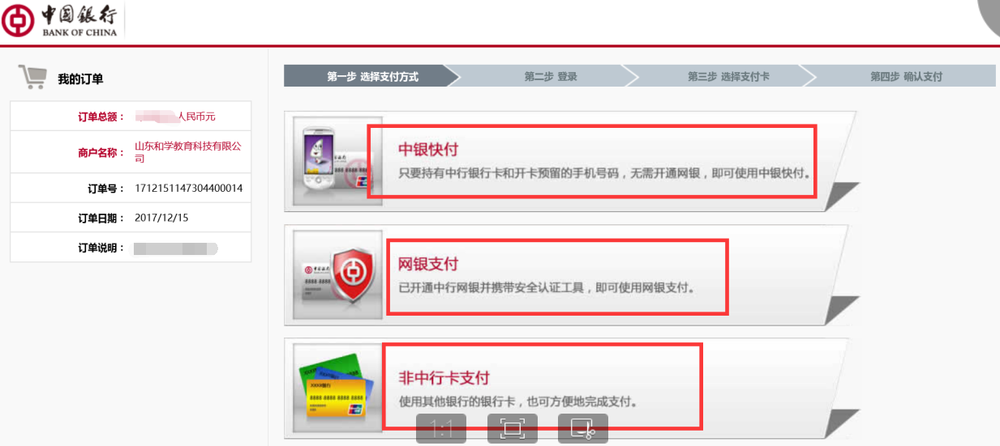 中国银行
BANK OF CHINA
我的订单
订单总额： 人民币元
商户名称： 山东和学教育科技有限公
司
订单号： 1712151147304400014
订单日期： 2017/12/15
订单说明：
第一步 选择支付方式
第二步 登录
第三步 选择支付卡
第四步 确认支付
中银快付
只要持有中行银行卡和开卡预留的手机号码，无需开通网银，即可使用中银快付。
网银支付
已开通中行网银并携带安全认证工具，即可使用网银支付。
非中行卡支付
使用其他银行的银行卡，也可方便地完成支付。
1:1